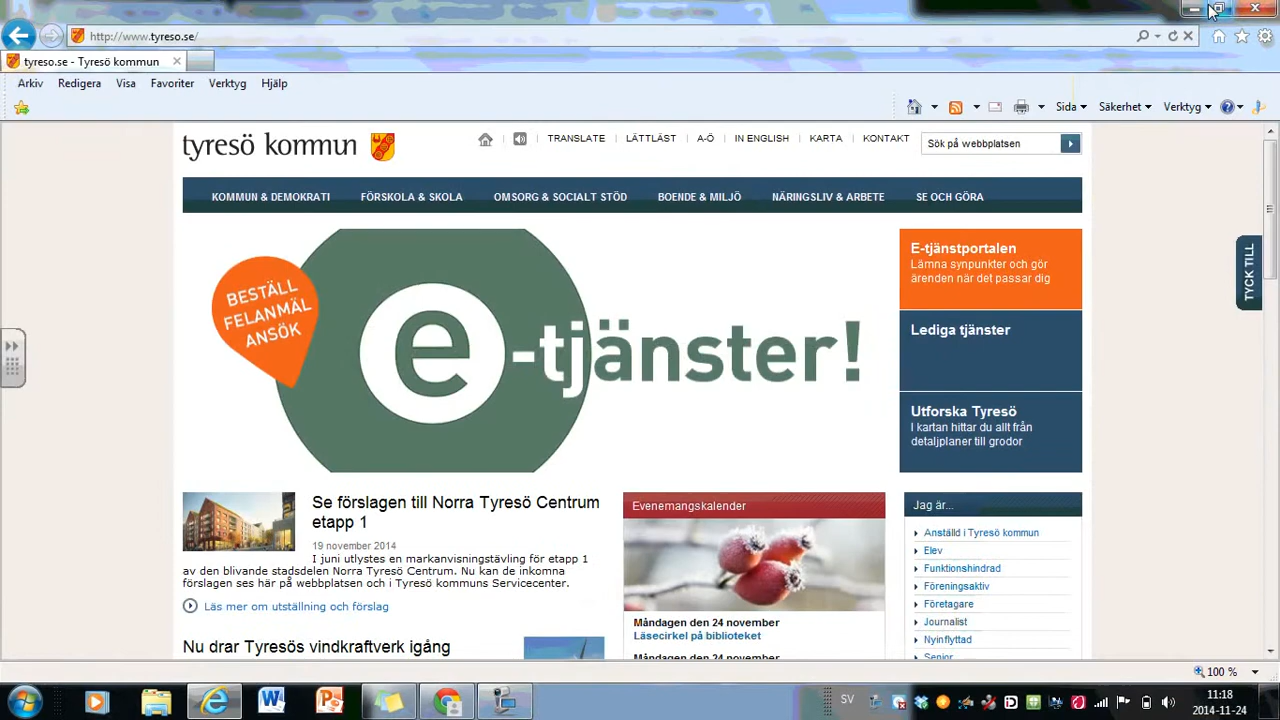 http://www.tyreso.se/
tyreso.se - Tyresö kommun
Arkiv Redigera Visa Favoriter Verktyg Hjälp
Sida Säkerhet Verktyg
tyresö kommun
TRANSLATE LÄTTLÄST A-Ö IN ENGLISH KARTA KONTAKT
Sök på webbplatsen
KOMMUN & DEMOKRATI FÖRSKOLA & SKOLA OMSORG & SOCIALT STÖD BOENDE & MILJÖ NÄRINGSLIV & ARBETE SE OCH GÖRA
BESTÄLL
FELANMÄL
ANSÖK
e-tjänster!
E-tjänstportalen
Lämna synpunkter och gör
ärenden när det passar dig
Lediga tjänster
Utforska Tyresö
I kartan hittar du allt från
detaljplaner till grodor
TYCK TILL
Se förslagen till Norra Tyresö Centrum
etapp 1
19 november 2014
I juni utlystes en markanvisningstävling för etapp 1
av den blivande stadsdelen Norra Tyresö Centrum. Nu kan de inkomna
förslagen ses här på webbplatsen och i Tyresö kommuns Servicecenter.
Läs mer om utställning och förslag
Nu drar Tyresös vindkraftverk igång
Evenemangskalender
Måndagen den 24 november
Läsecirkel på biblioteket
Måndagen den 24 november
Jag är...
Anställd i Tyresö kommun
Elev
Funktionshindrad
Föreningsaktiv
Företagare
Journalist
Nyinflyttad
Senior
100 %
SV
11:18
2014-11-24